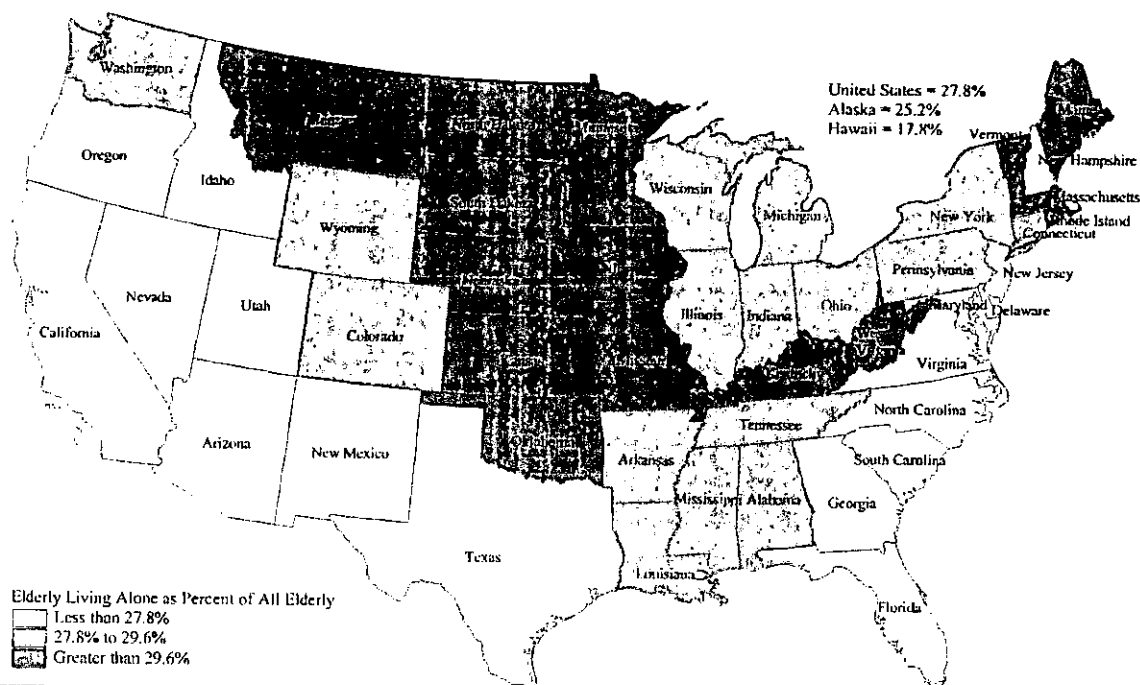 Washington
United States = 27.8%
Alaska = 25.2%
Hawaii = 17.8%
Maine
Vermont
New Hampshire
Oregon
Idaho
Wisconsin
Massachusetts
Michigan
New York
Rhode Island
Connecticut
Wyoming
Pennsylvania
New Jersey
Nevada
Utah
Ohio
Maryland
Delaware
California
Illinois
Indiana
Colorado
Virginia
North Carolina
Tennessee
Arizona
New Mexico
Oklahoma
Arkansas
South Carolina
Mississippi
Alabama
Georgia
Texas
Louisiana
Florida
Elderly Living Alone as Percent of All Elderly
Less than 27.8%
27.8% to 29.6%
Greater than 29.6%